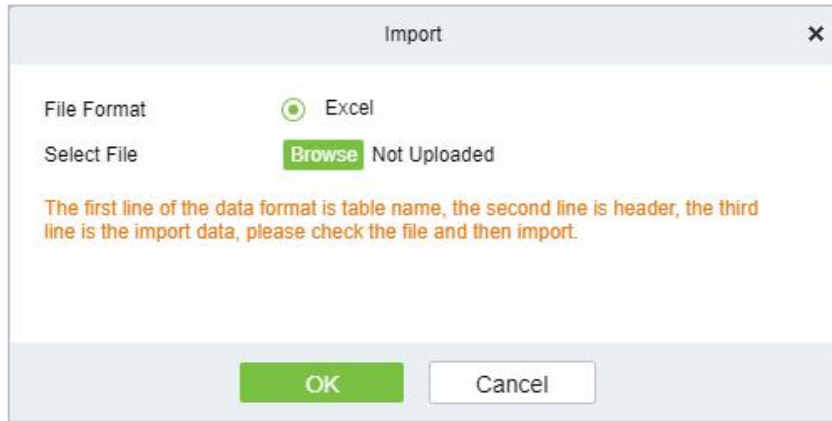 Import
File Format Excel
Select File Browse Not Uploaded
The first line of the data format is table name, the second line is header, the third
line is the import data, please check the file and then import.
OK Cancel